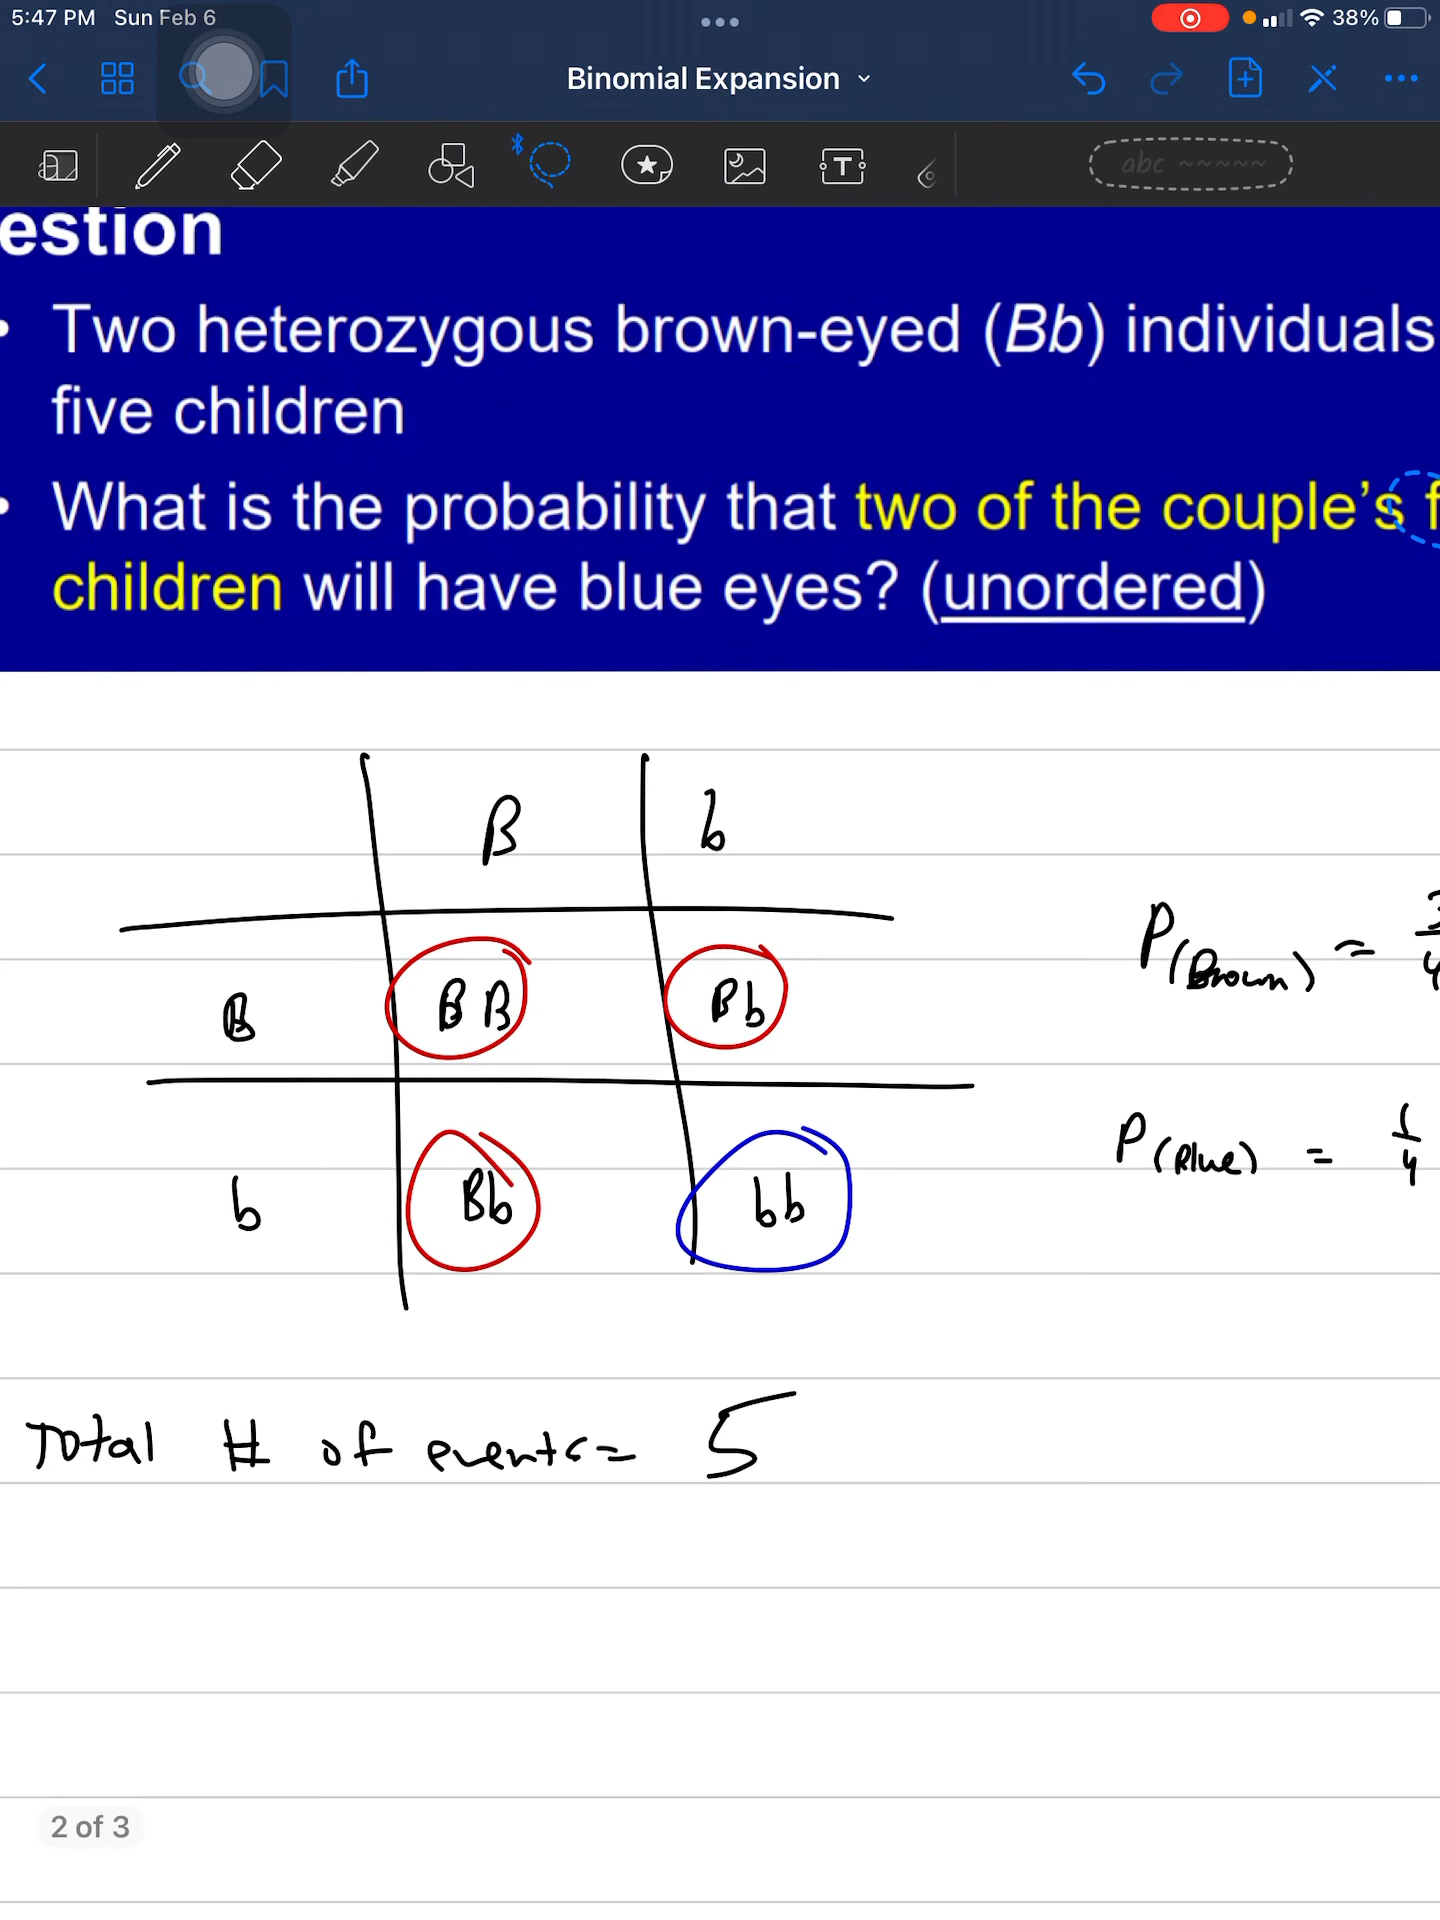 5:47 PM Sun Feb 6
38%
Binomial Expansion
abc
T
estion
• Two heterozygous brown-eyed (Bb) individuals
five children
• What is the probability that two of the couple's f
children will have blue eyes? (unordered)
B b
B BB Bb
b Bb bb
P(Brown) = 3/4
P(Blue) = 1/4
Total # of events = 5
2 of 3